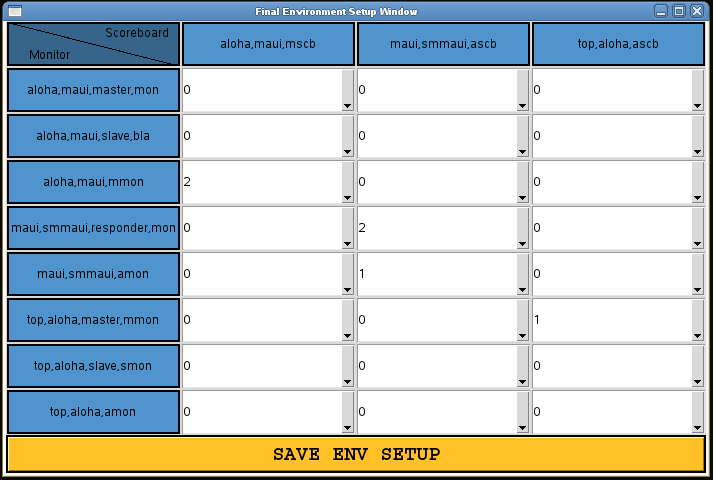 Final Environment Setup Window
Scoreboard
Monitor
aloha,maui,mscb
maui,smmaui,ascb
top,aloha,ascb
aloha,maui,master,mon
0
0
0
aloha,maui,slave,bla
0
0
0
aloha,maui,mmon
2
0
0
maui,smmaui,responder,mon
0
2
0
maui,smmaui,amon
0
1
0
top,aloha,master,mmon
0
0
1
top,aloha,slave,smon
0
0
0
top,aloha,amon
0
0
0
SAVE ENV SETUP